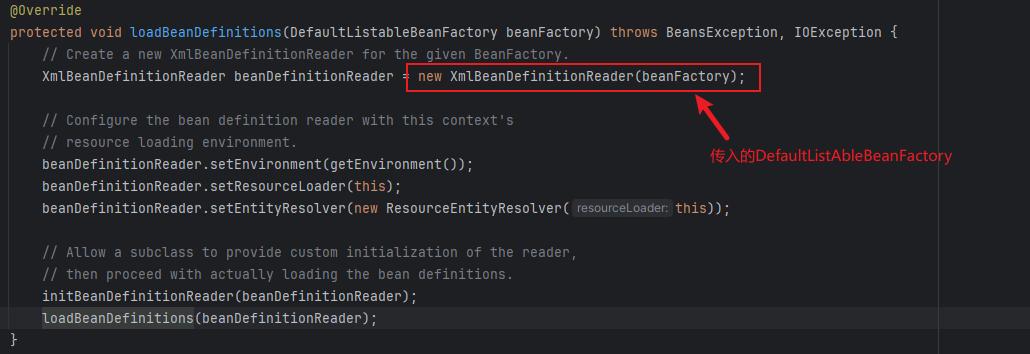 @Override
protected void loadBeanDefinitions(DefaultListableBeanFactory beanFactory) throws BeansException, IOException {
// Create a new XmlBeanDefinitionReader for the given BeanFactory.
XmlBeanDefinitionReader beanDefinitionReader = new XmlBeanDefinitionReader(beanFactory);
// Configure the bean definition reader with this context's
// resource loading environment.
传入的DefaultListAbleBeanFactory
beanDefinitionReader.setEnvironment(getEnvironment());
beanDefinitionReader.setResourceLoader(this);
beanDefinitionReader.setEntityResolver(new ResourceEntityResolver( resourceLoader: this));
// Allow a subclass to provide custom initialization of the reader,
// then proceed with actually loading the bean definitions.
initBeanDefinitionReader(beanDefinitionReader);
loadBeanDefinitions(beanDefinitionReader);
}